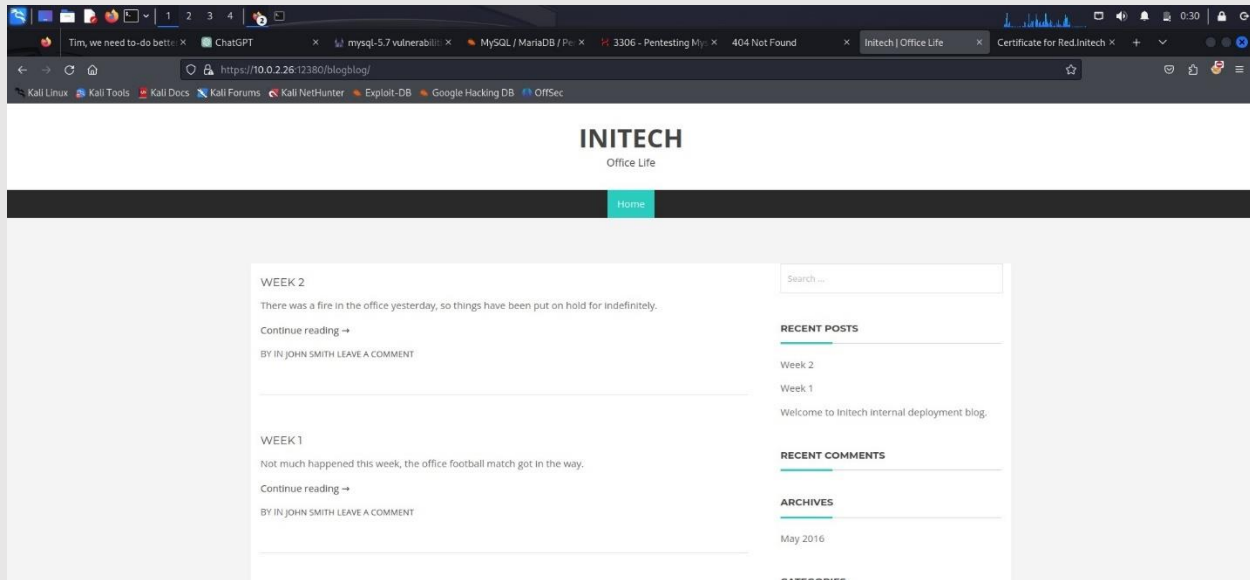 1 2 3 4
2
0:30
Tim, we need to-do bette
ChatGPT
mysql-5.7 vulnerabiliti
MySQL / MariaDB / Pe
3306 - Pentesting My
404 Not Found
Initech | Office Life
Certificate for Red.Initech
https://10.0.2.26:12380/blogblog/
Kali Linux Kali Tools Kali Docs Kali Forums Kali NetHunter Exploit-DB Google Hacking DB OffSec
INITECH
Office Life
Home
WEEK 2
There was a fire in the office yesterday, so things have been put on hold for indefinitely.
Continue reading →
BY IN JOHN SMITH LEAVE A COMMENT
WEEK 1
Not much happened this week, the office football match got in the way.
Continue reading →
BY IN JOHN SMITH LEAVE A COMMENT
Search ...
RECENT POSTS
Week 2
Week 1
Welcome to Initech internal deployment blog.
RECENT COMMENTS
ARCHIVES
May 2016
CATEGORIES